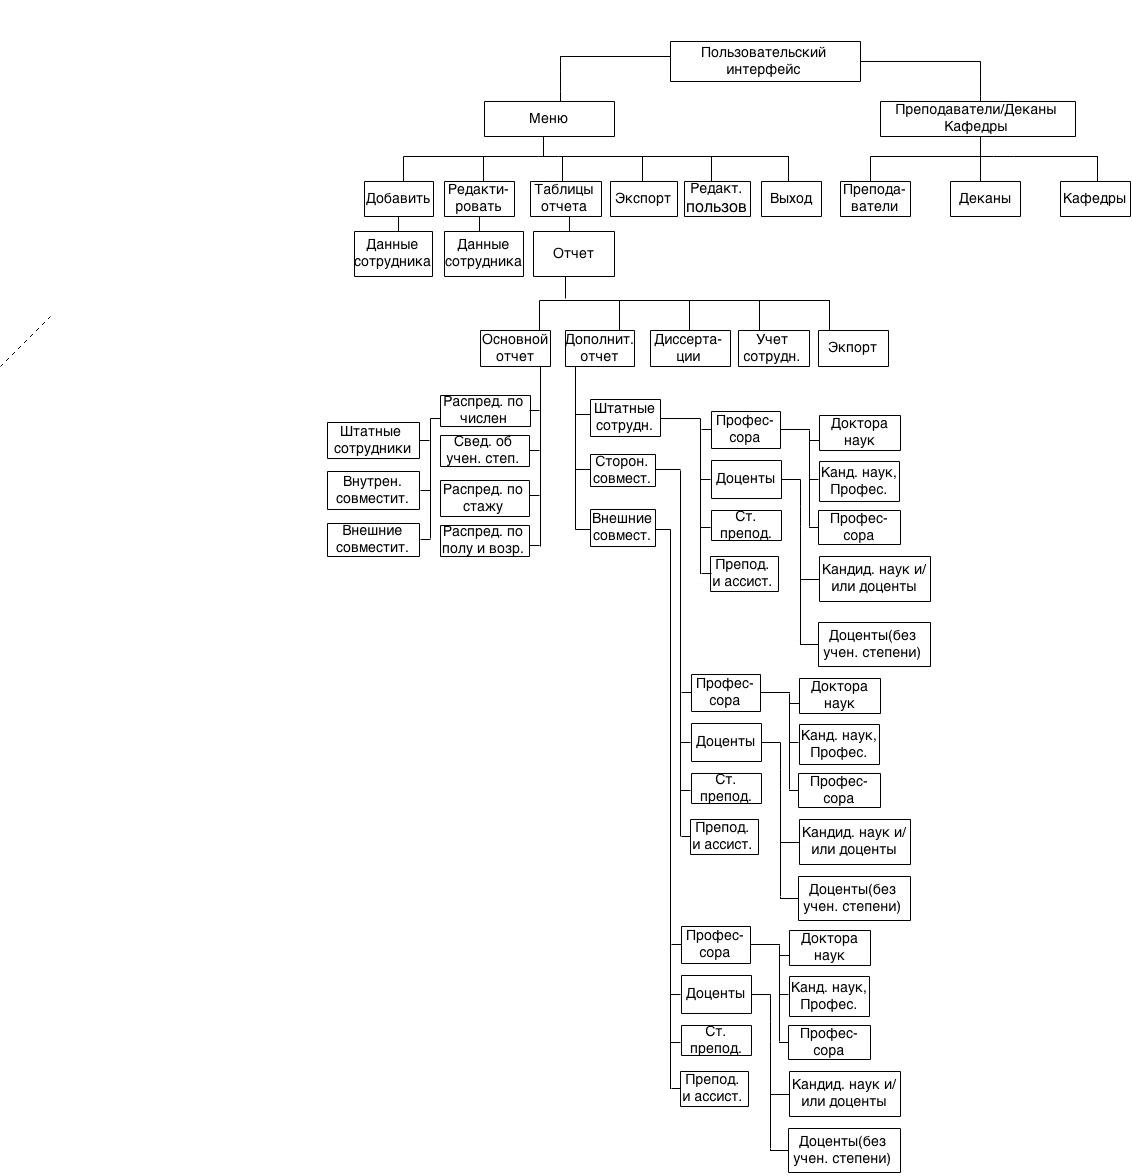 Пользовательский
интерфейс
Меню
Преподаватели/Деканы
Кафедры
Добавить
Редакти-
ровать
Таблицы
отчета
Экспорт
Редакт.
пользов
Выход
Препода-
ватели
Деканы
Кафедры
Данные
сотрудника
Данные
сотрудника
Отчет
Основной
отчет
Дополнит.
отчет
Диссерта-
ции
Учет
сотрудн.
Экпорт
Распред. по
числен
Штатные
сотрудники
Свед. об
учен. степ.
Внутрен.
совместит.
Распред. по
стажу
Внешние
совместит.
Распред. по
полу и возр.
Штатные
сотрудн.
Сторон.
совмест.
Внешние
совмест.
Профес-
сора
Доценты
Ст.
препод.
Препод.
и ассист.
Доктора
наук
Канд. наук,
Профес.
Профес-
сора
Кандид. наук и/
или доценты
Доценты(без
учен. степени)
Профес-
сора
Доценты
Ст.
препод.
Препод.
и ассист.
Доктора
наук
Канд. наук,
Профес.
Профес-
сора
Кандид. наук и/
или доценты
Доценты(без
учен. степени)
Профес-
сора
Доценты
Ст.
препод.
Препод.
и ассист.
Доктора
наук
Канд. наук,
Профес.
Профес-
сора
Кандид. наук и/
или доценты
Доценты(без
учен. степени)